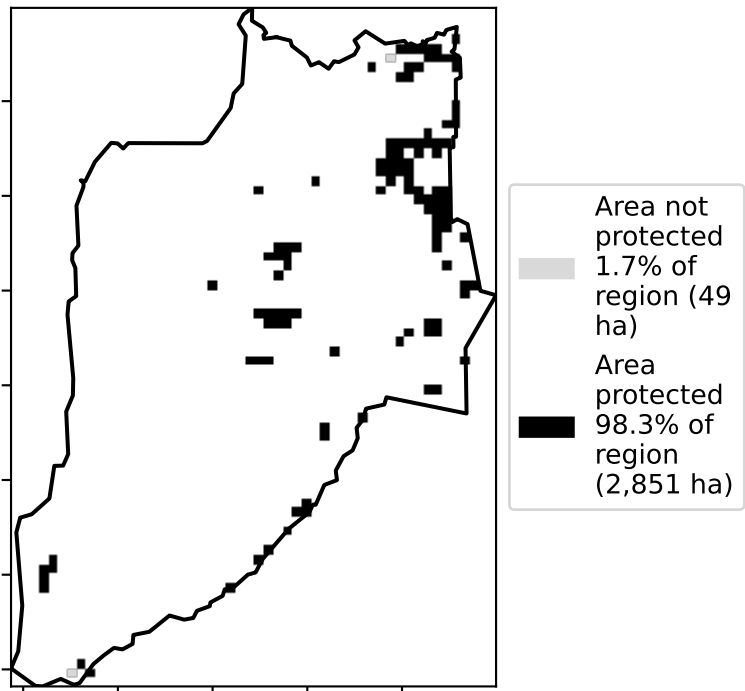 Area not
protected
1.7% of
region (49
ha)
Area
protected
98.3% of
region
(2,851 ha)